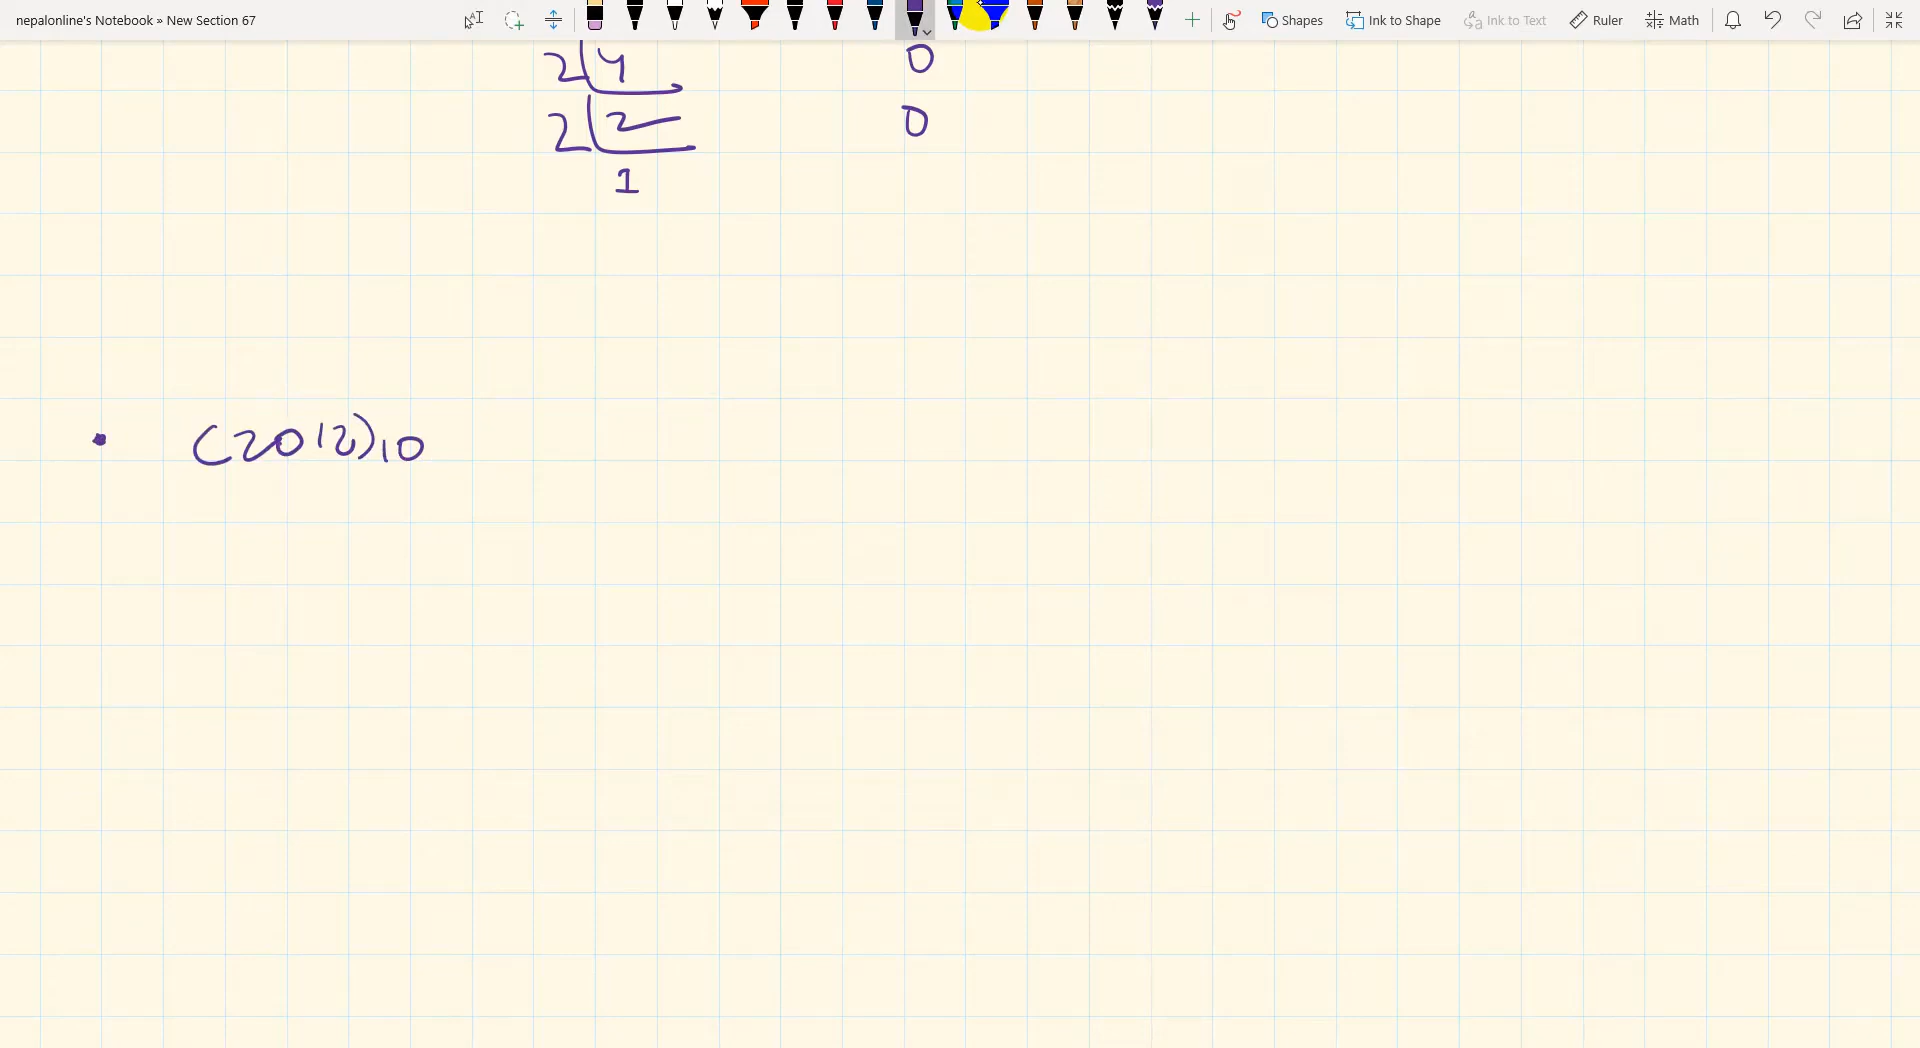 nepalonline's Notebook » New Section 67
Shapes
Ink to Shape
Ink to Text
Ruler
Math
2 4 0
2 2 0
1
• (2012)10